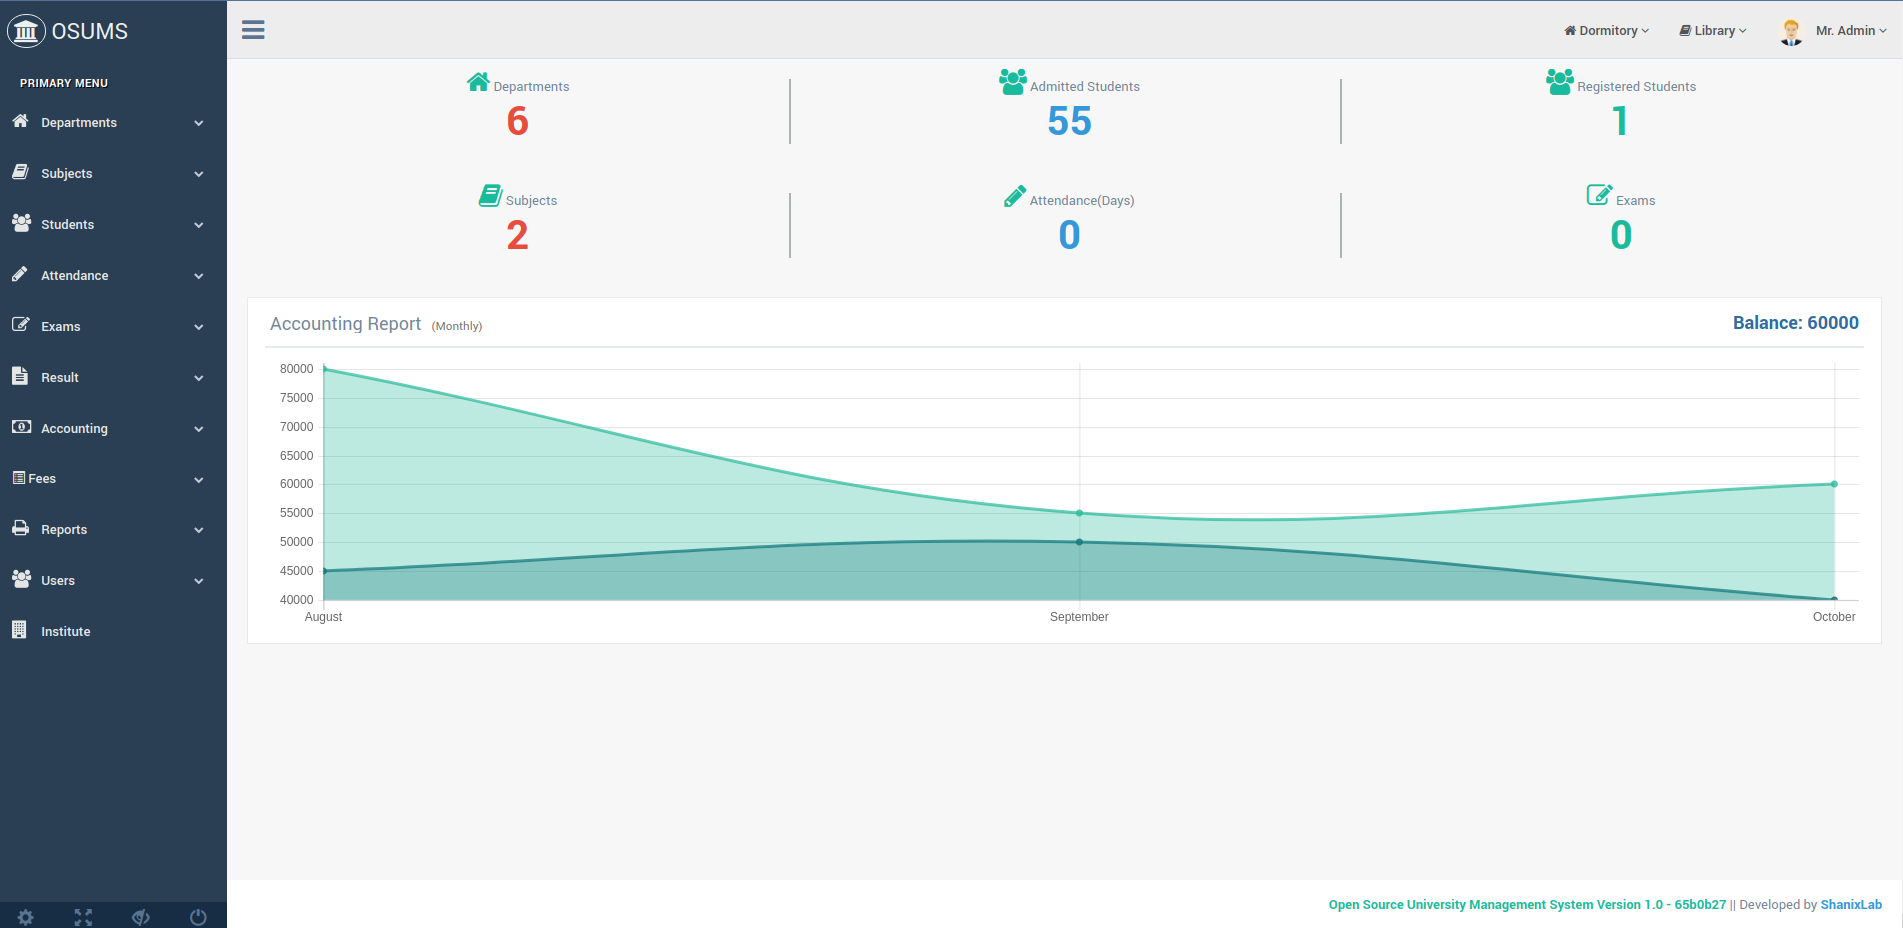 OSUMS
Dormitory
Library
Mr. Admin
PRIMARY MENU
Departments
Subjects
Students
Attendance
Exams
Result
Accounting
Fees
Reports
Users
Institute
Departments
6
Admitted Students
55
Registered Students
1
Subjects
2
Attendance(Days)
0
Exams
0
Accounting Report (Monthly)
Balance: 60000
80000
75000
70000
65000
60000
55000
50000
45000
40000
August
September
October
Open Source University Management System Version 1.0 - 65b0b27 || Developed by ShanixLab